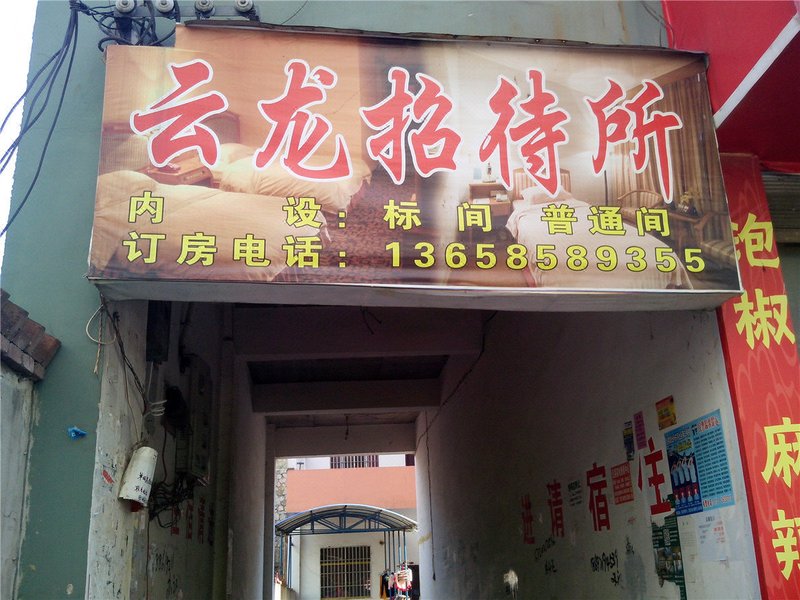 云龙招待所
内 设：标 间 普通间
订房电话：13658589355
泡椒 麻辣
住宿请进